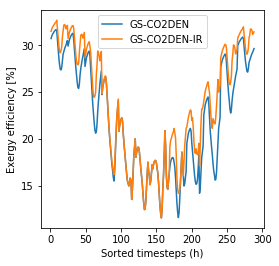 GS-CO2DEN
GS-CO2DEN-IR
Exergy efficiency [%]
30
25
20
15
0 50 100 150 200 250 300
Sorted timesteps (h)